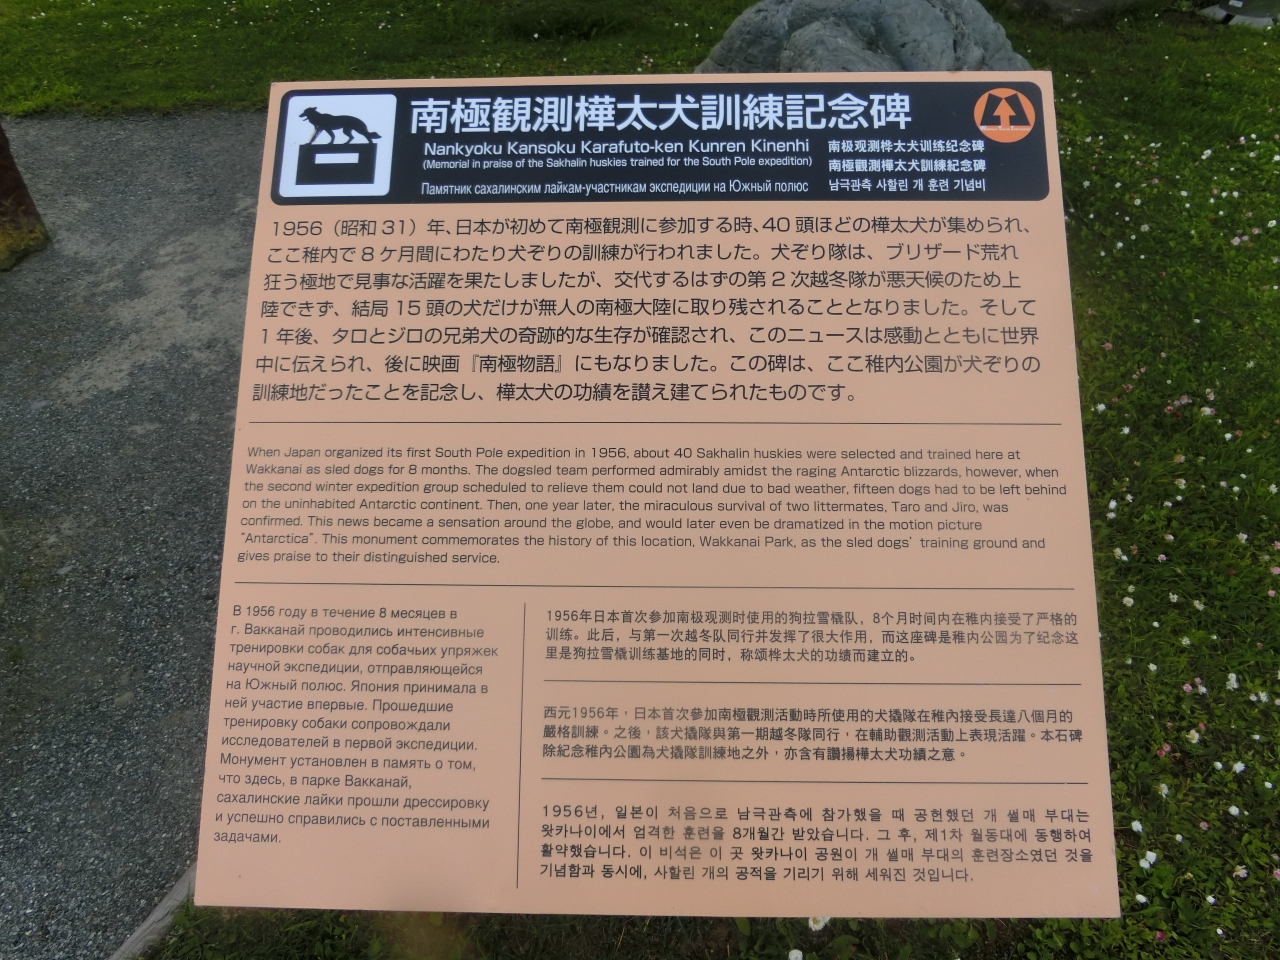 南極観測樺太犬訓練記念碑
Nankyoku Kansoku Karafuto-ken Kunren Kinenhi
(Memorial in praise of the Sakhalin huskies trained for the South Pole expedition)
Памятник сахалинским лайкам-участникам экспедиции на Южный полюс
南极观测桦太犬训练纪念碑
南極觀測樺太犬訓練紀念碑
남극관측 사할린 개 훈련 기념비
1956（昭和 31）年、日本が初めて南極観測に参加する時、40 頭ほどの樺太犬が集められ、
ここ稚内で 8 ケ月間にわたり犬ぞりの訓練が行われました。犬ぞり隊は、ブリザード荒れ
狂う極地で見事な活躍を果たしましたが、交代するはずの第 2 次越冬隊が悪天候のため上
陸できず、結局 15 頭の犬だけが無人の南極大陸に取り残されることとなりました。そして
1 年後、タロとジロの兄弟犬の奇跡的な生存が確認され、このニュースは感動とともに世界
中に伝えられ、後に映画『南極物語』にもなりました。この碑は、ここ稚内公園が犬ぞりの
訓練地だったことを記念し、樺太犬の功績を讃え建てられたものです。
When Japan organized its first South Pole expedition in 1956, about 40 Sakhalin huskies were selected and trained here at
Wakkanai as sled dogs for 8 months. The dogsled team performed admirably amidst the raging Antarctic blizzards, however, when
the second winter expedition group scheduled to relieve them could not land due to bad weather, fifteen dogs had to be left behind
on the uninhabited Antarctic continent. Then, one year later, the miraculous survival of two littermates, Taro and Jiro, was
confirmed. This news became a sensation around the globe, and would later even be dramatized in the motion picture
"Antarctica". This monument commemorates the history of this location, Wakkanai Park, as the sled dogs' training ground and
gives praise to their distinguished service.
В 1956 году в течение 8 месяцев в
г. Вакканай проводились интенсивные
тренировки собак для собачьих упряжек
научной экспедиции, отправляющейся
на Южный полюс. Япония принимала в
ней участие впервые. Прошедшие
тренировку собаки сопровождали
исследователей в первой экспедиции.
Монумент установлен в память о том,
что здесь, в парке Вакканай,
сахалинские лайки прошли дрессировку
и успешно справились с поставленными
задачами.
1956年日本首次参加南极观测时使用的狗拉雪橇队，8个月时间内在稚内接受了严格的
训练。此后，与第一次越冬队同行并发挥了很大作用，而这座碑是稚内公园为了纪念这
里是狗拉雪橇训练基地的同时，称颂桦太犬的功绩而建立的。
西元1956年，日本首次參加南極觀測活動時所使用的犬撬隊在稚內接受長達八個月的
嚴格訓練。之後，該犬撬隊與第一期越冬隊同行，在輔助觀測活動上表現活躍。本石碑
除紀念稚內公園為犬撬隊訓練地之外，亦含有讚揚樺太犬功績之意。
1956년, 일본이 처음으로 남극관측에 참가했을 때 공헌했던 개 썰매 부대는
왓카나이에서 엄격한 훈련을 8개월간 받았습니다. 그 후, 제1차 월동대에 동행하여
활약했습니다. 이 비석은 이 곳 왓카나이 공원이 개 썰매 부대의 훈련장소였던 것을
기념함과 동시에, 사할린 개의 공적을 기리기 위해 세워진 것입니다.